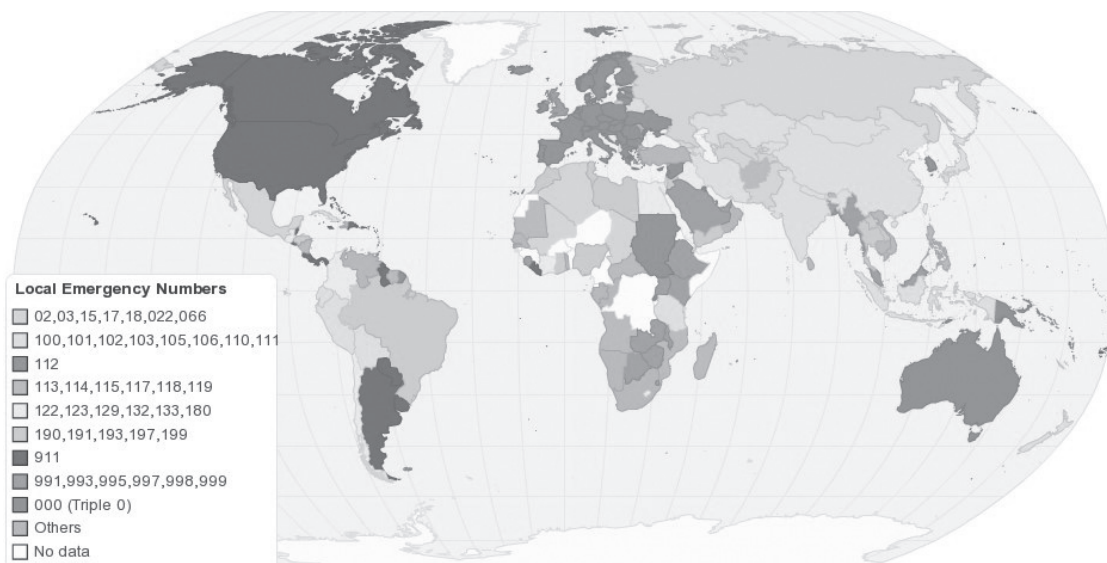 Local Emergency Numbers
02,03,15,17,18,022,066
100,101,102,103,105,106,110,111
112
113,114,115,117,118,119
122,123,129,132,133,180
190,191,193,197,199
911
991,993,995,997,998,999
000 (Triple 0)
Others
No data